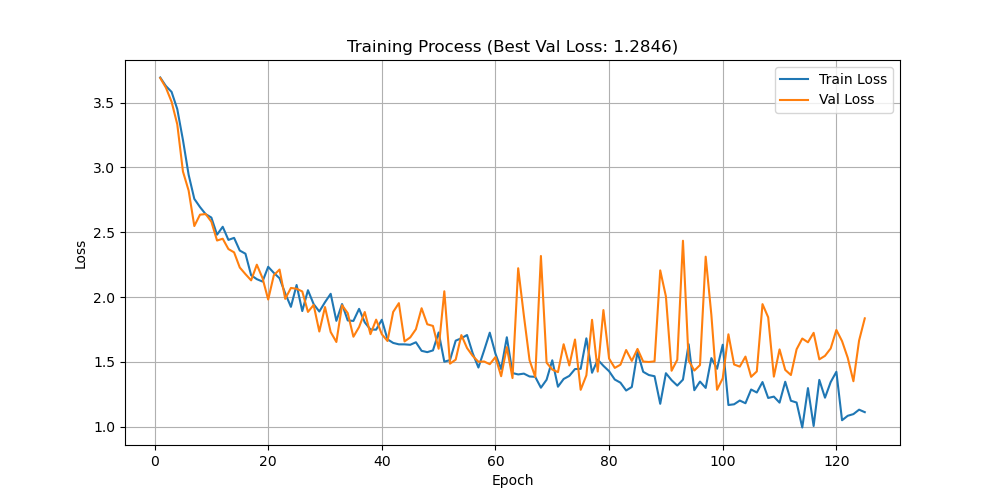 Training Process (Best Val Loss: 1.2846)
Train Loss
Val Loss
3.5
3.0
2.5
2.0
1.5
1.0
Loss
0 20 40 60 80 100 120
Epoch